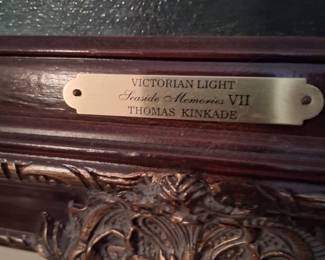 VICTORIAN LIGHT
Seaside Memories VII
THOMAS KINKADE